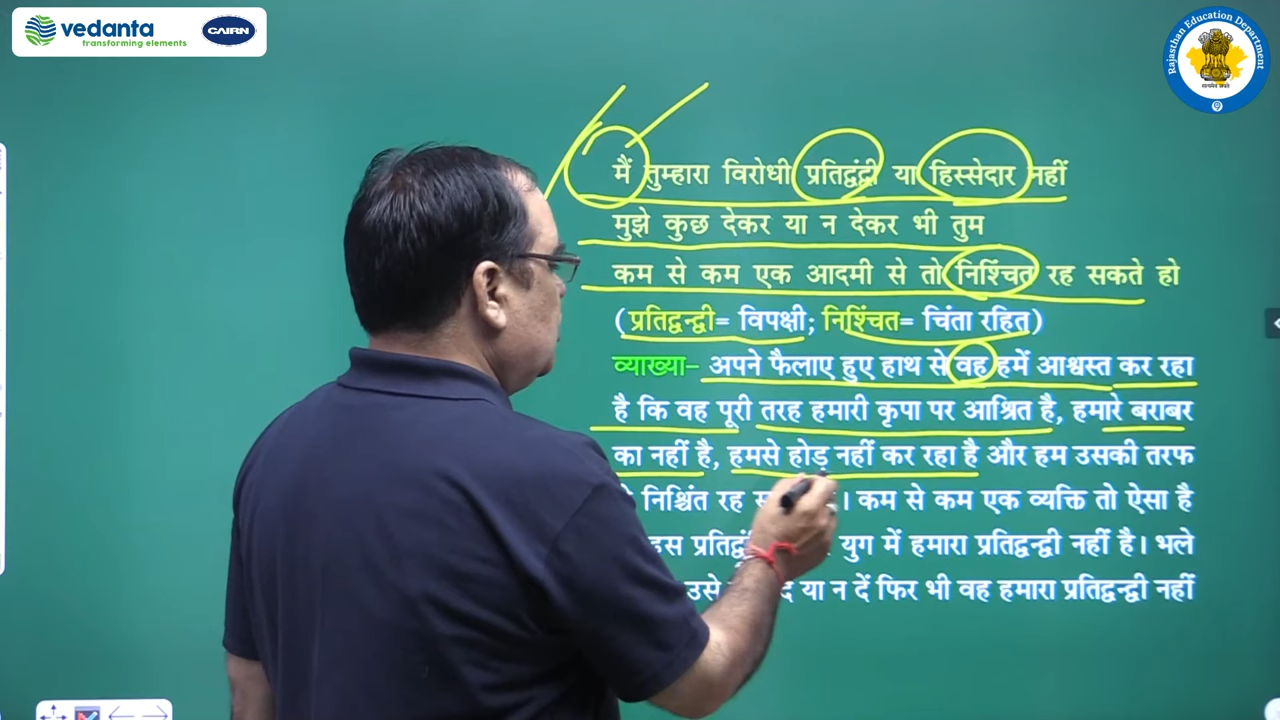 vedanta
transforming elements
CAIRN
Rajasthan Education Department
मैं तुम्हारा विरोधी प्रतिद्वंद्वी या हिस्सेदार नहीं
मुझे कुछ देकर या न देकर भी तुम
कम से कम एक आदमी से तो निश्चिंत रह सकते हो
(प्रतिद्वन्द्वी= विपक्षी; निश्चिंत= चिंता रहित)
व्याख्या– अपने फैलाए हुए हाथ से वह हमें आश्वस्त कर रहा
है कि वह पूरी तरह हमारी कृपा पर आश्रित है, हमारे बराबर
का नहीं है, हमसे होड़ नहीं कर रहा है और हम उसकी तरफ
निश्चिंत रह । कम से कम एक व्यक्ति तो ऐसा है
युग में हमारा प्रतिद्वन्द्वी नहीं है। भले
उसे या न दें फिर भी वह हमारा प्रतिद्वन्द्वी नहीं